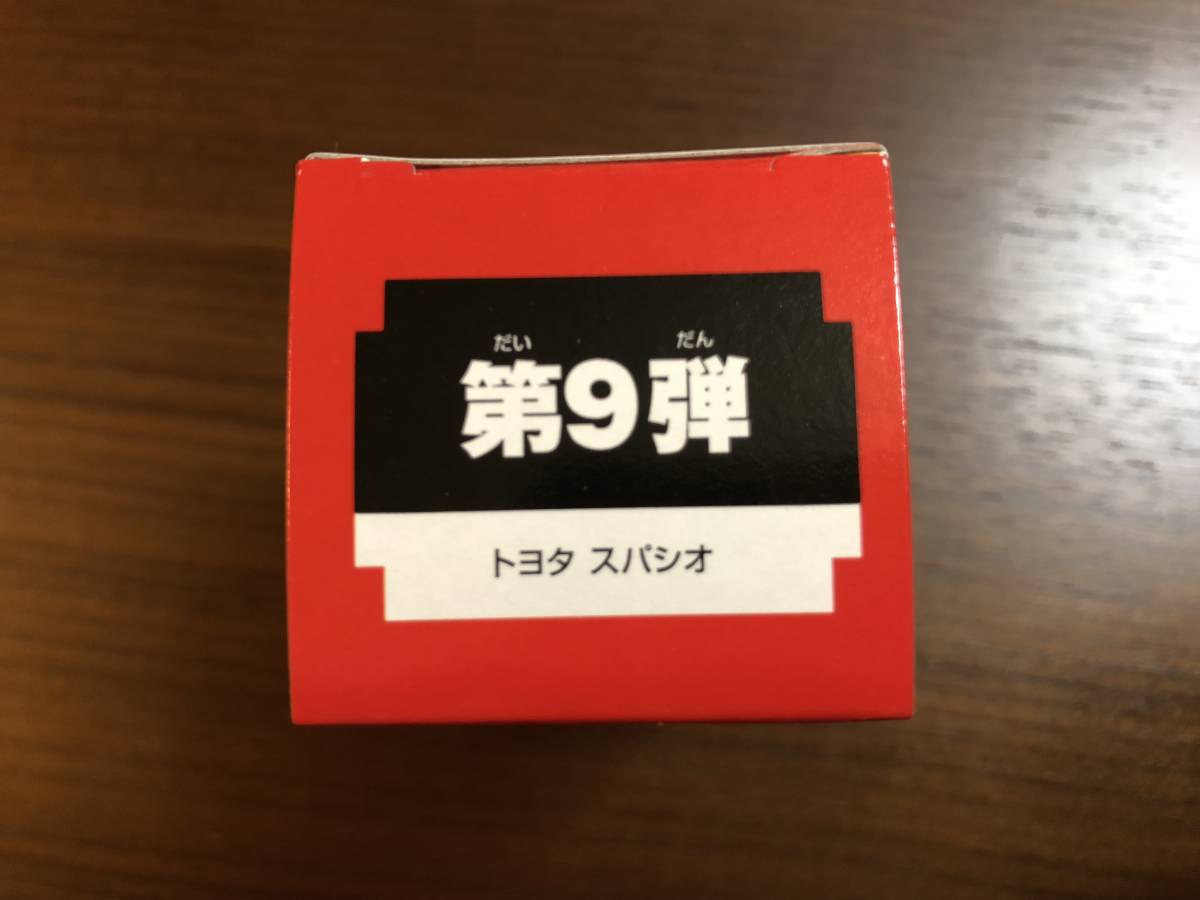 だい だん
第9弾
トヨタ スパシオ